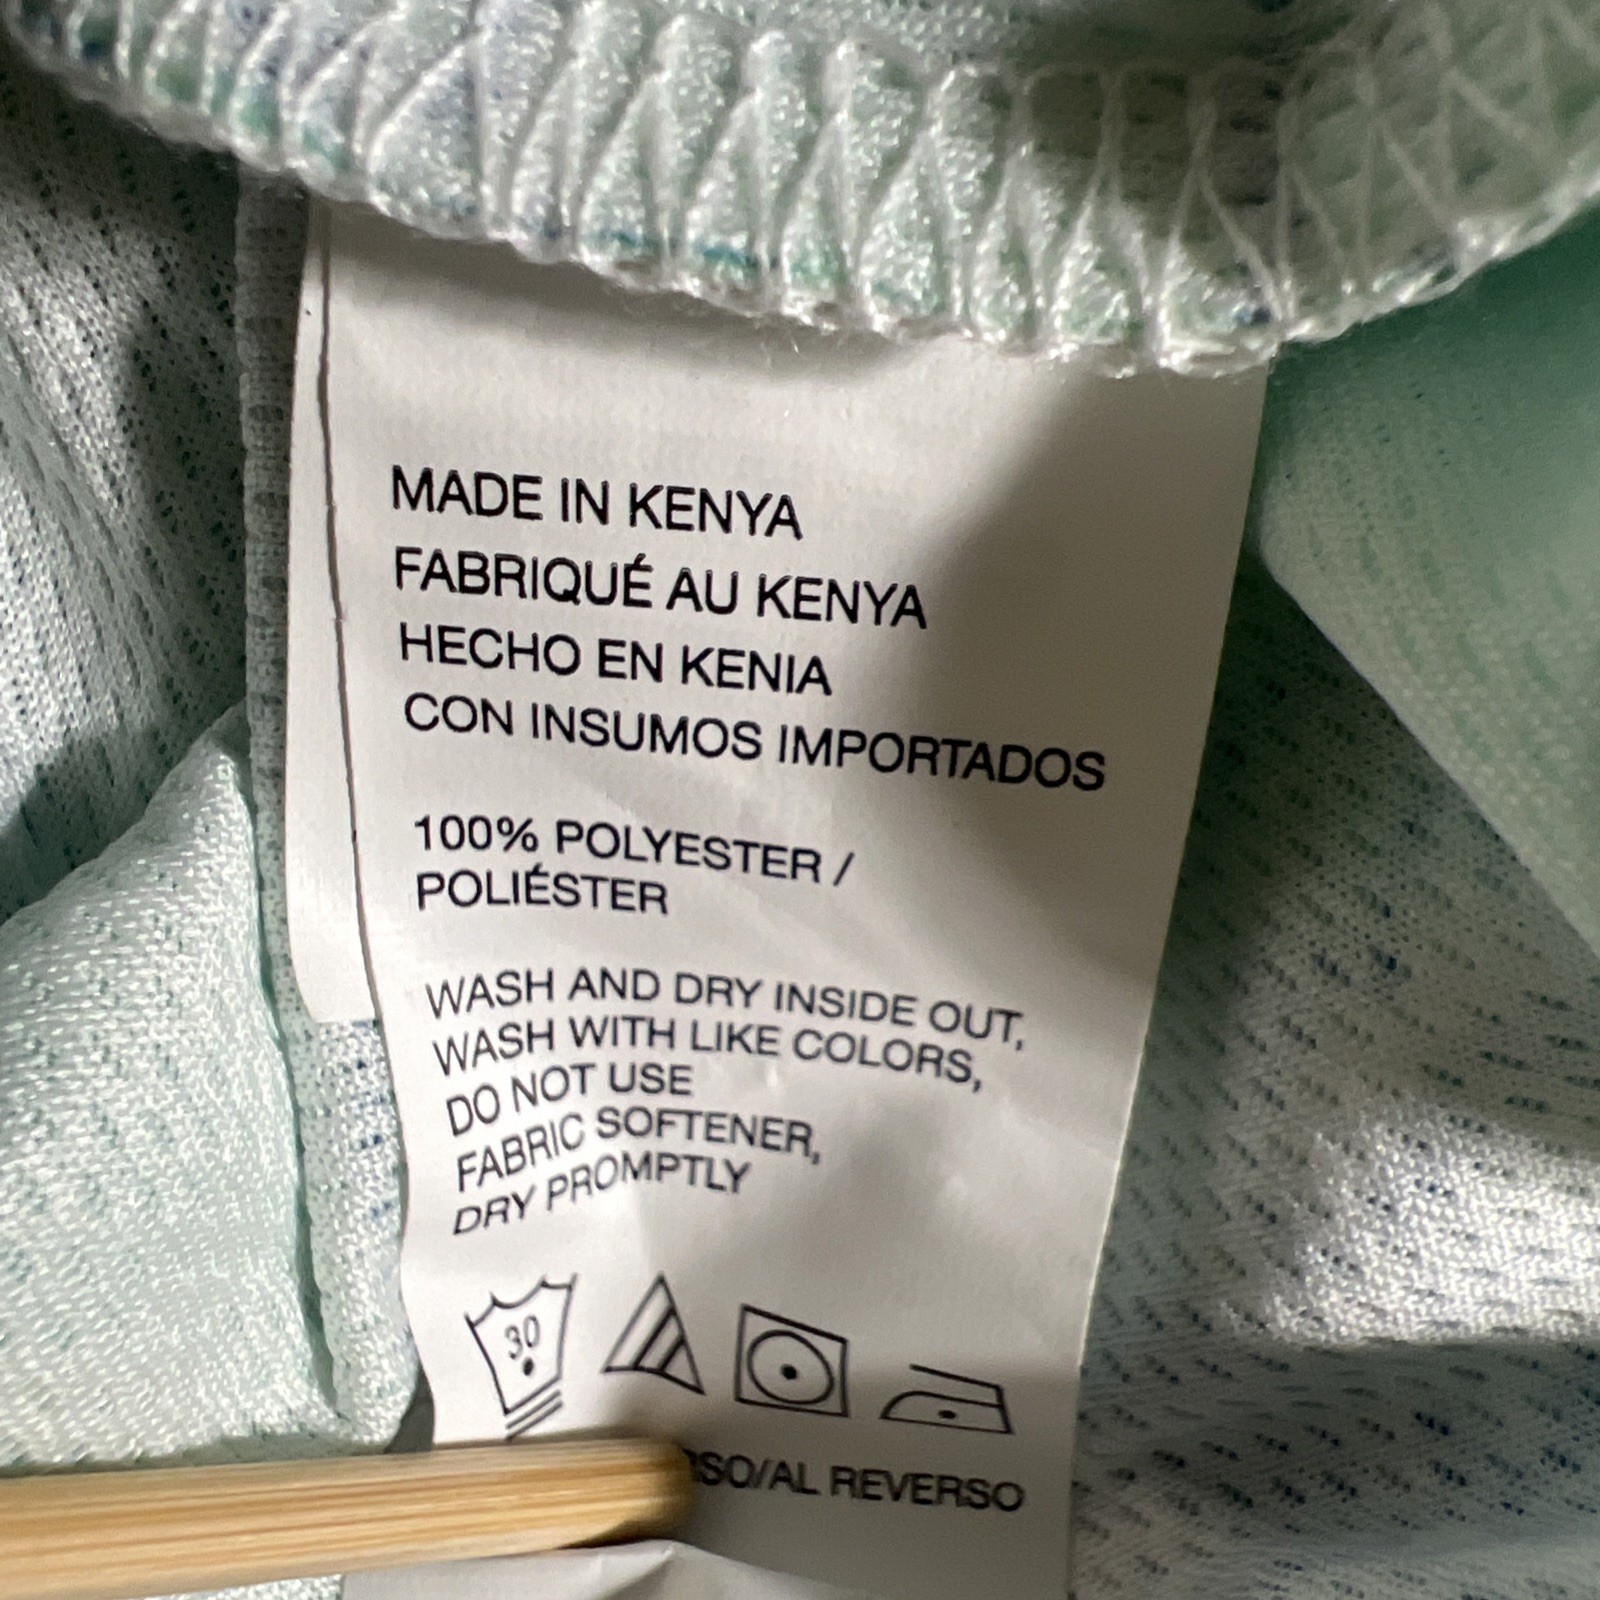 MADE IN KENYA
FABRIQUÉ AU KENYA
HECHO EN KENIA
CON INSUMOS IMPORTADOS
100% POLYESTER /
POLIÉSTER
WASH AND DRY INSIDE OUT,
WASH WITH LIKE COLORS,
DO NOT USE
FABRIC SOFTENER,
DRY PROMPTLY
30
AL REVERSO